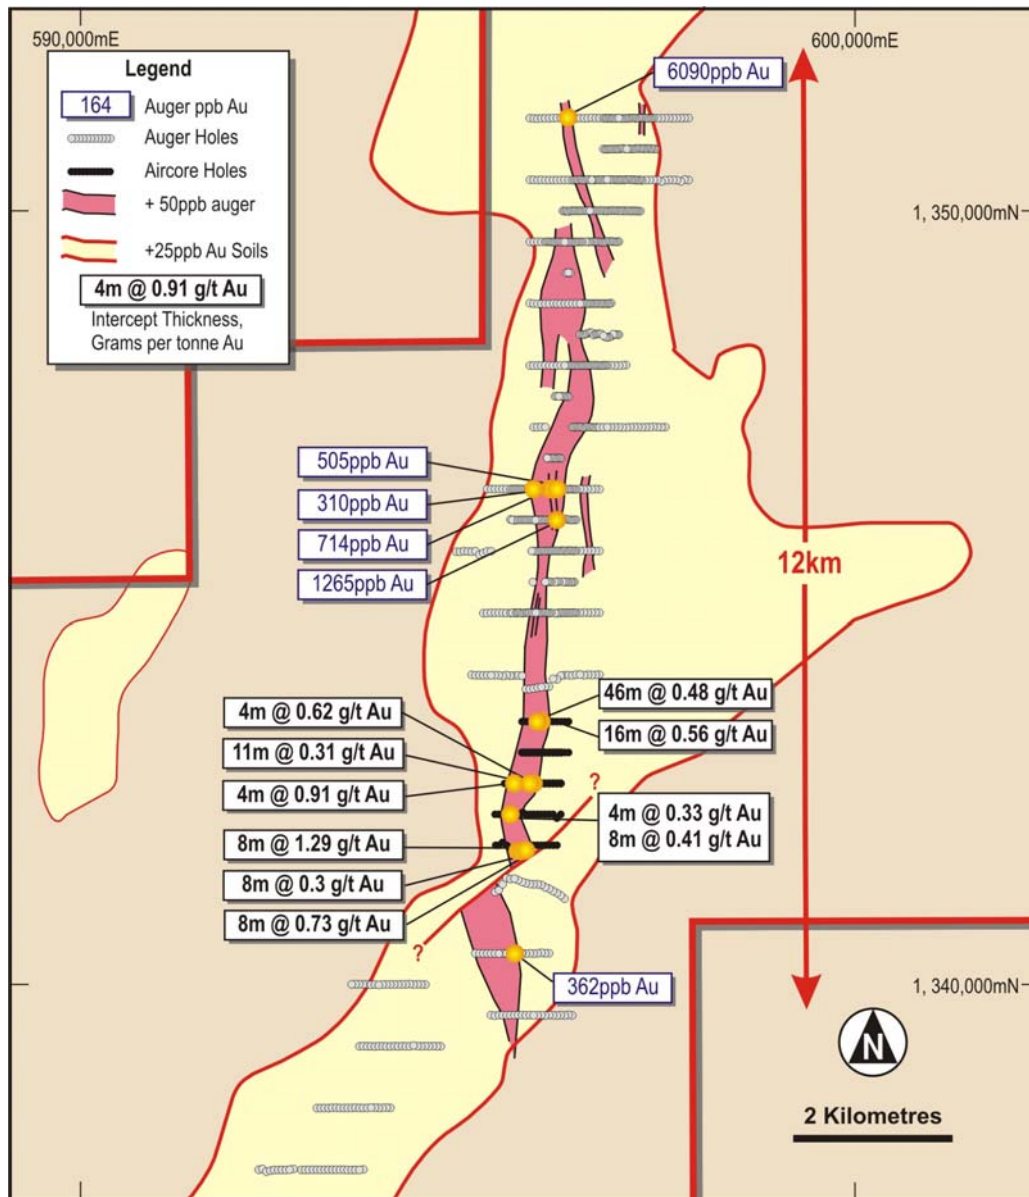 590,000mE
600,000mE
Legend
164 Auger ppb Au
Auger Holes
Aircore Holes
+ 50ppb auger
+25ppb Au Soils
4m @ 0.91 g/t Au
Intercept Thickness,
Grams per tonne Au
6090ppb Au
1, 350,000mN
505ppb Au
310ppb Au
714ppb Au
1265ppb Au
12km
46m @ 0.48 g/t Au
16m @ 0.56 g/t Au
4m @ 0.62 g/t Au
11m @ 0.31 g/t Au
4m @ 0.91 g/t Au
?
4m @ 0.33 g/t Au
8m @ 0.41 g/t Au
8m @ 1.29 g/t Au
8m @ 0.3 g/t Au
8m @ 0.73 g/t Au
?
362ppb Au
1, 340,000mN
N
2 Kilometres